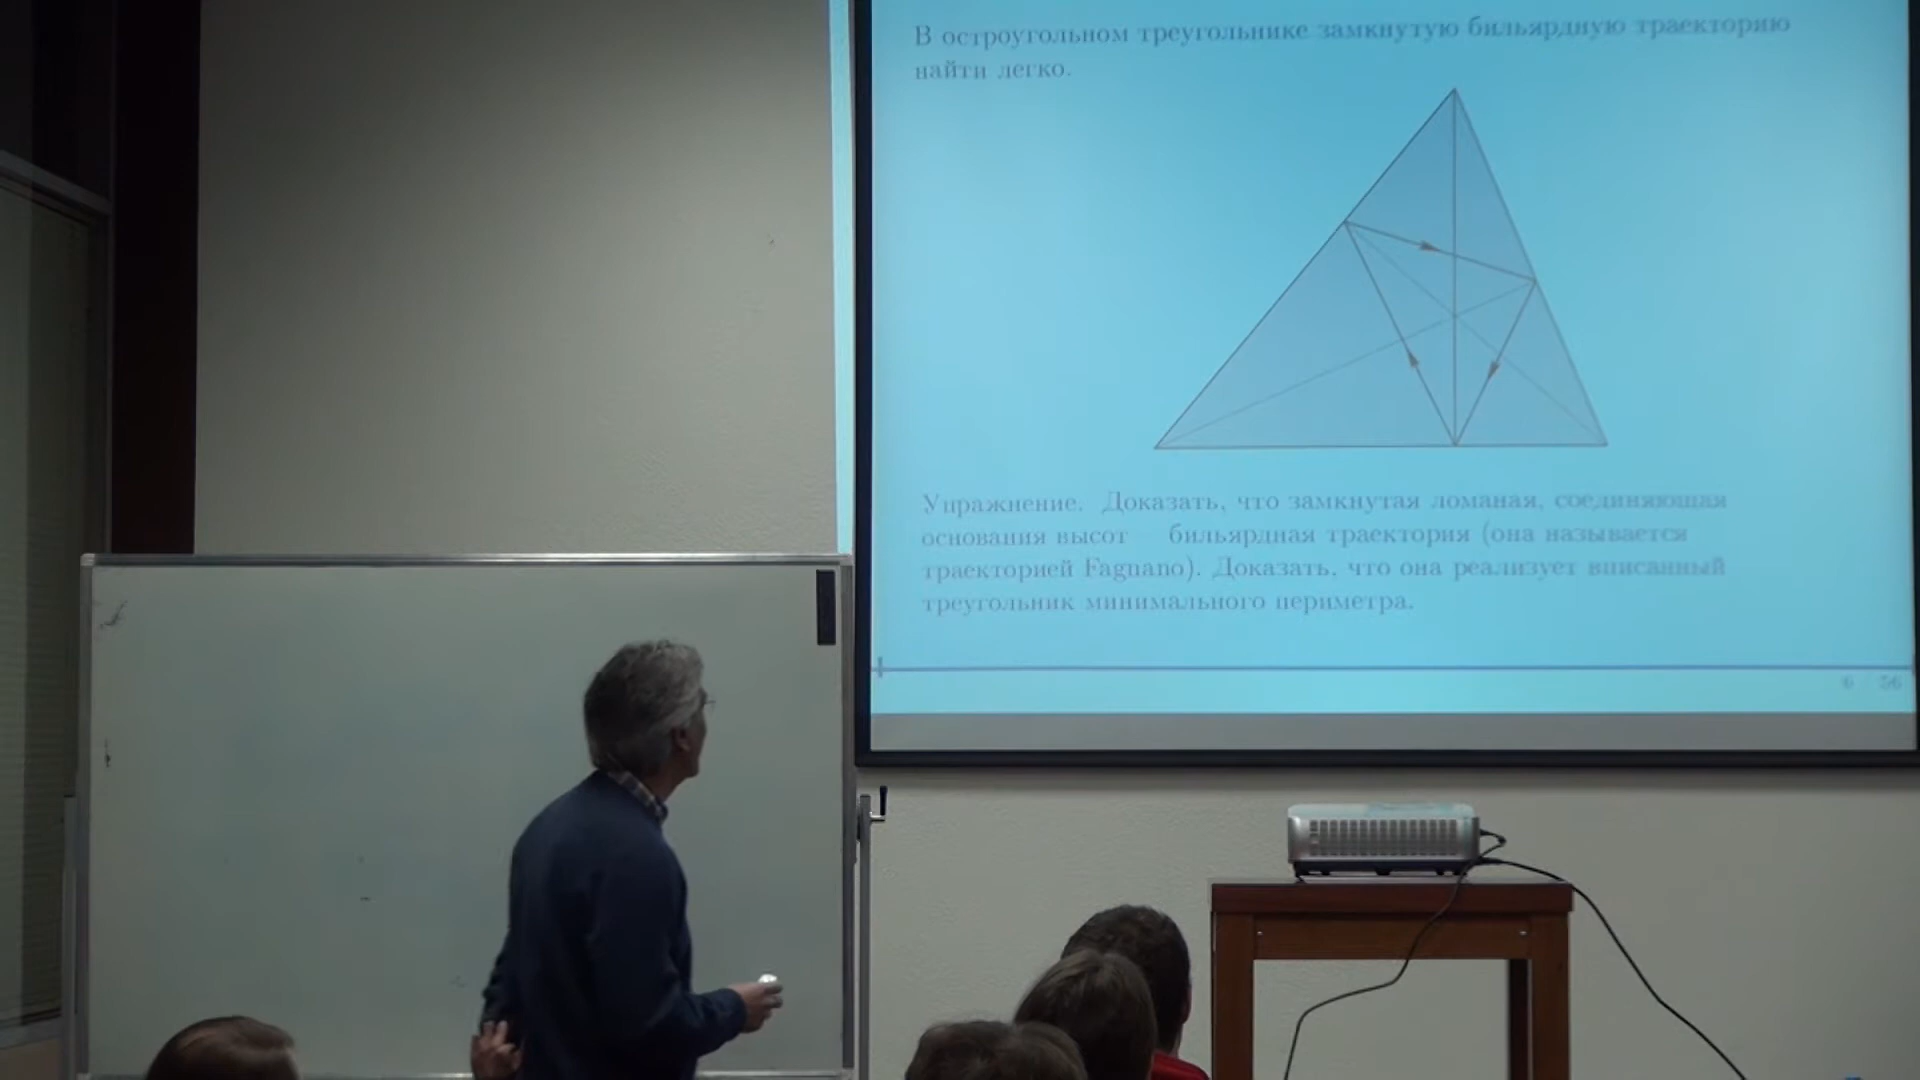 В остроугольном треугольнике замкнутую бильярдную траекторию
найти легко.
Упражнение. Доказать, что замкнутая ломаная, соединяющая
основания высот бильярдная траектория (она называется
траекторией Fagnano). Доказать, что она реализует вписанный
треугольник минимального периметра.
6 / 56